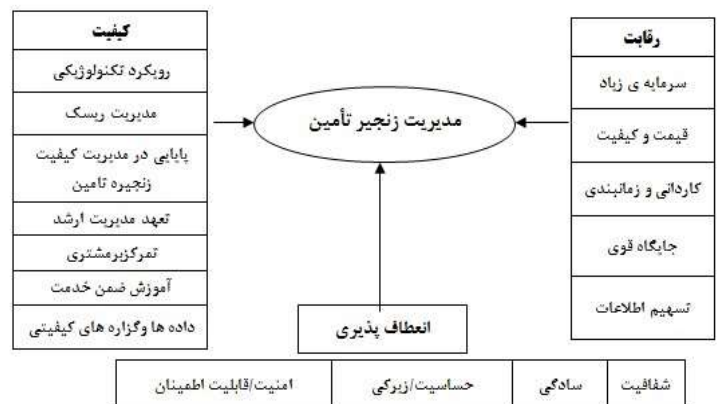 رقابت
سرمایه ی زیاد
قیمت و کیفیت
کاردانی و زمانبندی
جایگاه قوی
تسهیم اطلاعات
مدیریت زنجیر تأمین
کیفیت
رویکرد تکنولوژیکی
مدیریت ریسک
پایایی در مدیریت کیفیت
زنجیره تامین
تعهد مدیریت ارشد
تمرکزبرمشتری
آموزش ضمن خدمت
داده ها وگزاره های کیفیتی
انعطاف پذیری
شفافیت
سادگی
حساسیت/زیرکی
امنیت/قابلیت اطمینان